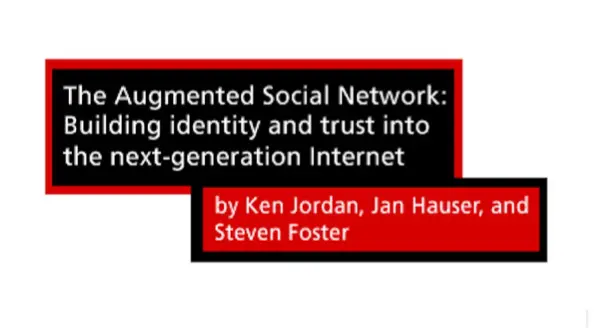 The Augmented Social Network:
Building identity and trust into
the next-generation Internet
by Ken Jordan, Jan Hauser, and
Steven Foster